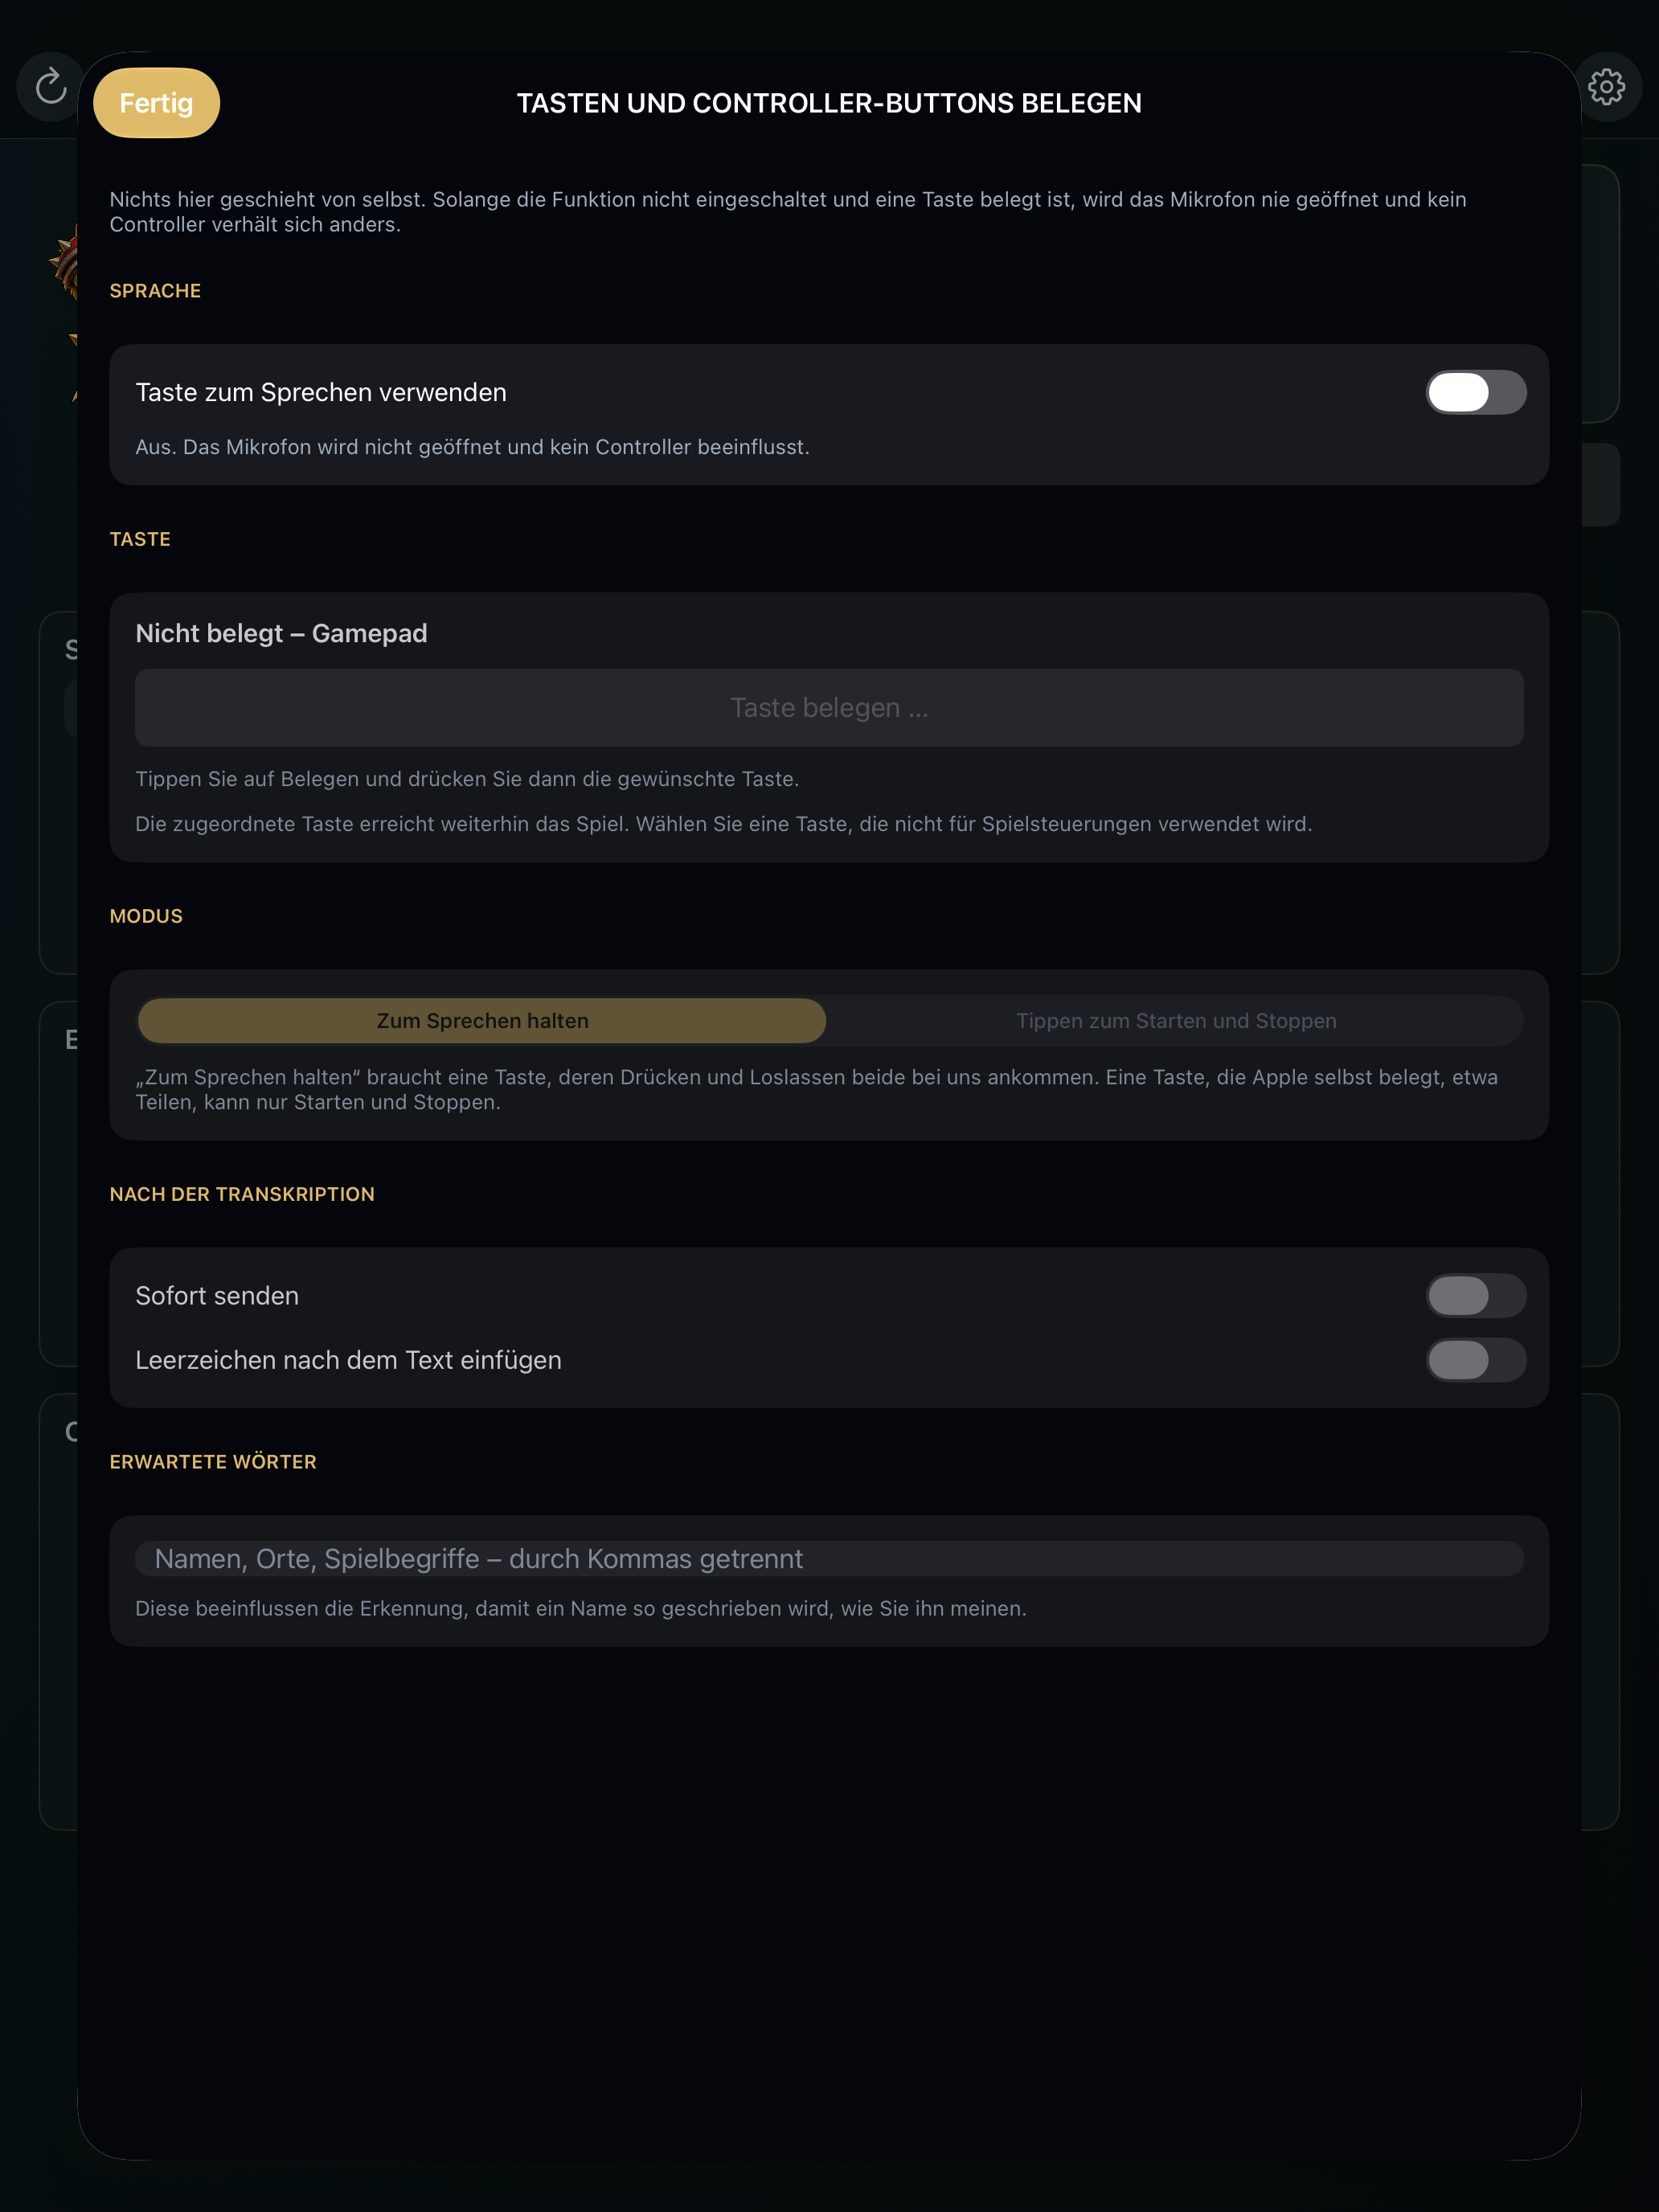 Fertig
TASTEN UND CONTROLLER-BUTTONS BELEGEN
Nichts hier geschieht von selbst. Solange die Funktion nicht eingeschaltet und eine Taste belegt ist, wird das Mikrofon nie geöffnet und kein
Controller verhält sich anders.
SPRACHE
Taste zum Sprechen verwenden
Aus. Das Mikrofon wird nicht geöffnet und kein Controller beeinflusst.
TASTE
Nicht belegt – Gamepad
Taste belegen ...
Tippen Sie auf Belegen und drücken Sie dann die gewünschte Taste.
Die zugeordnete Taste erreicht weiterhin das Spiel. Wählen Sie eine Taste, die nicht für Spielsteuerungen verwendet wird.
MODUS
Zum Sprechen halten
Tippen zum Starten und Stoppen
„Zum Sprechen halten“ braucht eine Taste, deren Drücken und Loslassen beide bei uns ankommen. Eine Taste, die Apple selbst belegt, etwa
Teilen, kann nur Starten und Stoppen.
NACH DER TRANSKRIPTION
Sofort senden
Leerzeichen nach dem Text einfügen
ERWARTETE WÖRTER
Namen, Orte, Spielbegriffe – durch Kommas getrennt
Diese beeinflussen die Erkennung, damit ein Name so geschrieben wird, wie Sie ihn meinen.